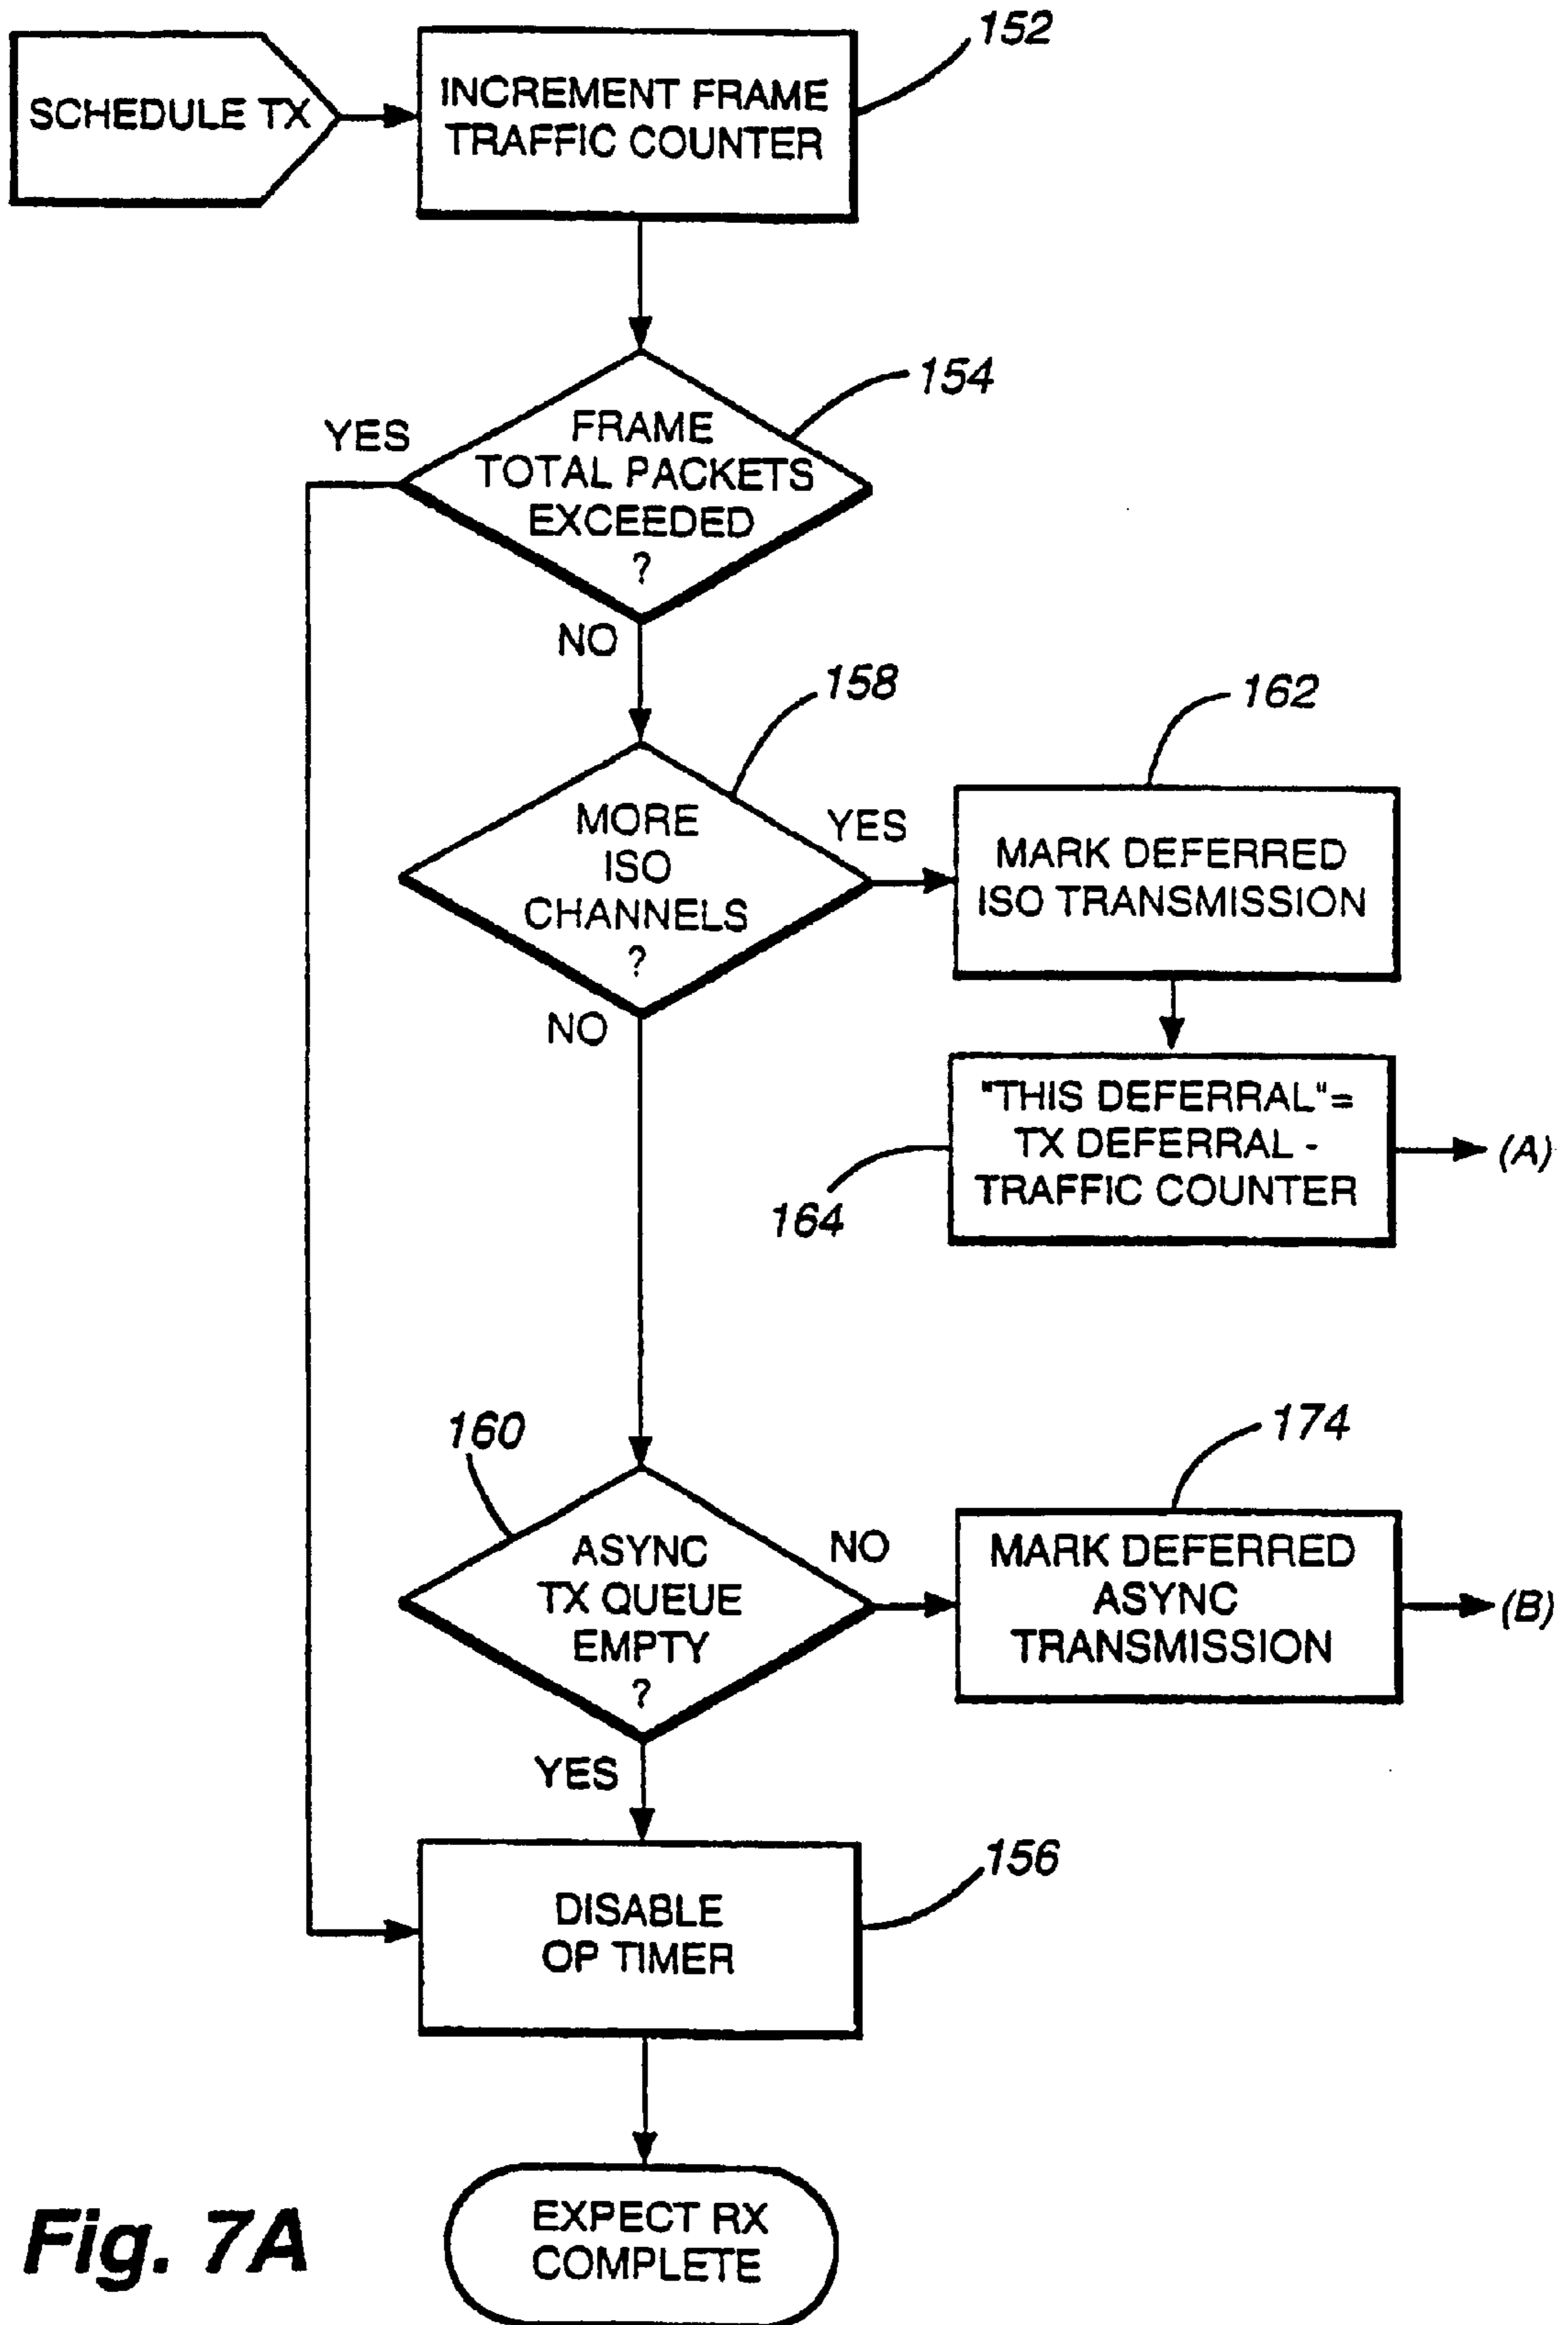 SCHEDULE TX
INCREMENT FRAME
TRAFFIC COUNTER
152
154
YES
FRAME
TOTAL PACKETS
EXCEEDED
?
NO
158
162
MORE
ISO
CHANNELS
?
YES
MARK DEFERRED
ISO TRANSMISSION
NO
"THIS DEFERRAL"=
TX DEFERRAL -
TRAFFIC COUNTER
(A)
164
160
174
ASYNC
TX QUEUE
EMPTY
?
NO
MARK DEFERRED
ASYNC
TRANSMISSION
(B)
YES
156
DISABLE
OP TIMER
EXPECT RX
COMPLETE
Fig. 7A